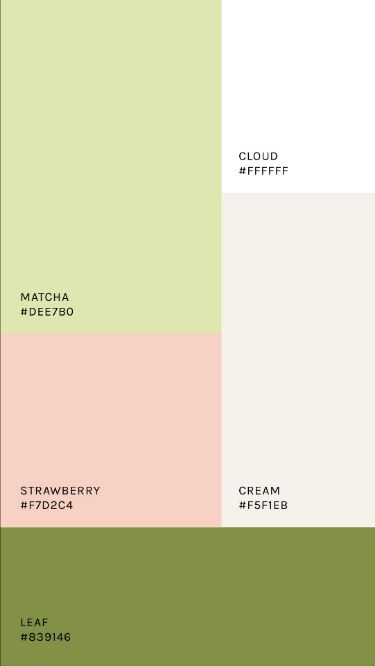 CLOUD
#FFFFFF
MATCHA
#DEE7B0
STRAWBERRY
#F7D2C4
CREAM
#F5F1EB
LEAF
#839146